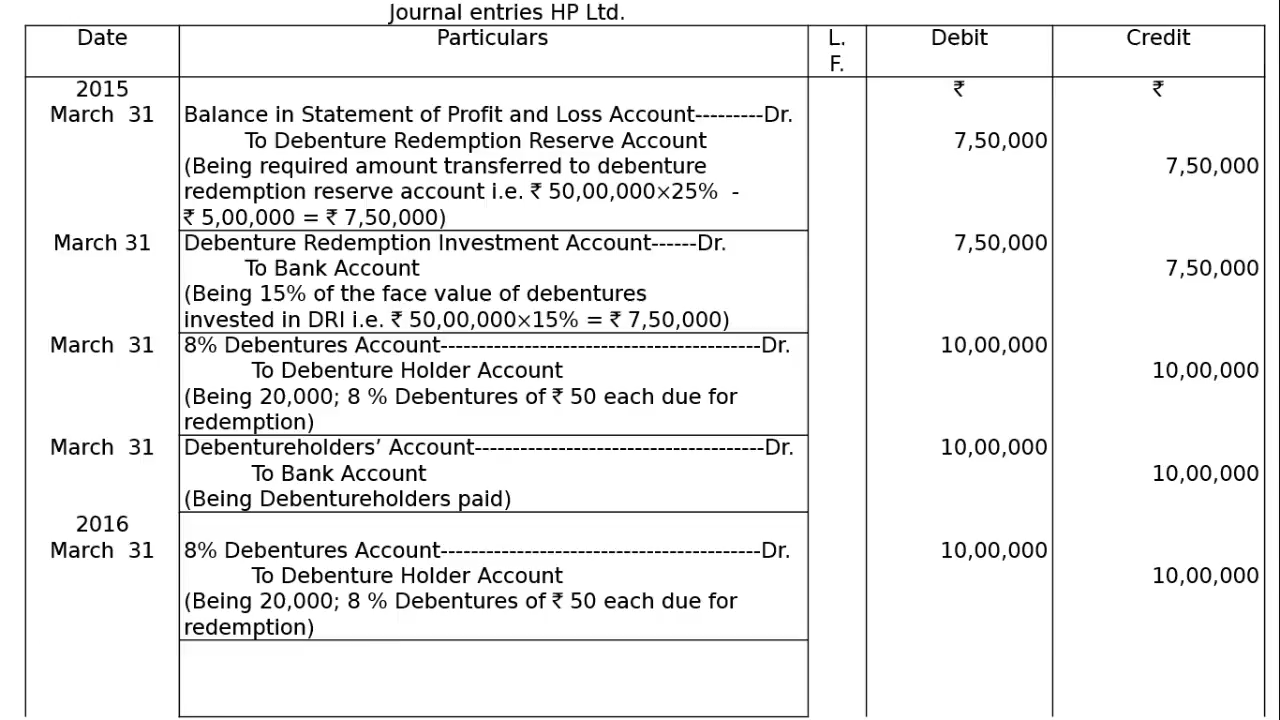 Journal entries HP Ltd.
Date Particulars L. F. Debit Credit
2015 ₹ ₹
March 31 Balance in Statement of Profit and Loss Account---------Dr.
To Debenture Redemption Reserve Account 7,50,000
(Being required amount transferred to debenture 7,50,000
redemption reserve account i.e. ₹ 50,00,000×25% -
₹ 5,00,000 = ₹ 7,50,000)
March 31 Debenture Redemption Investment Account------Dr. 7,50,000
To Bank Account 7,50,000
(Being 15% of the face value of debentures
invested in DRI i.e. ₹ 50,00,000×15% = ₹ 7,50,000)
March 31 8% Debentures Account------------------------------------------Dr. 10,00,000
To Debenture Holder Account 10,00,000
(Being 20,000; 8 % Debentures of ₹ 50 each due for
redemption)
March 31 Debentureholders’ Account--------------------------------------Dr. 10,00,000
To Bank Account 10,00,000
(Being Debentureholders paid)
2016
March 31 8% Debentures Account------------------------------------------Dr. 10,00,000
To Debenture Holder Account 10,00,000
(Being 20,000; 8 % Debentures of ₹ 50 each due for
redemption)